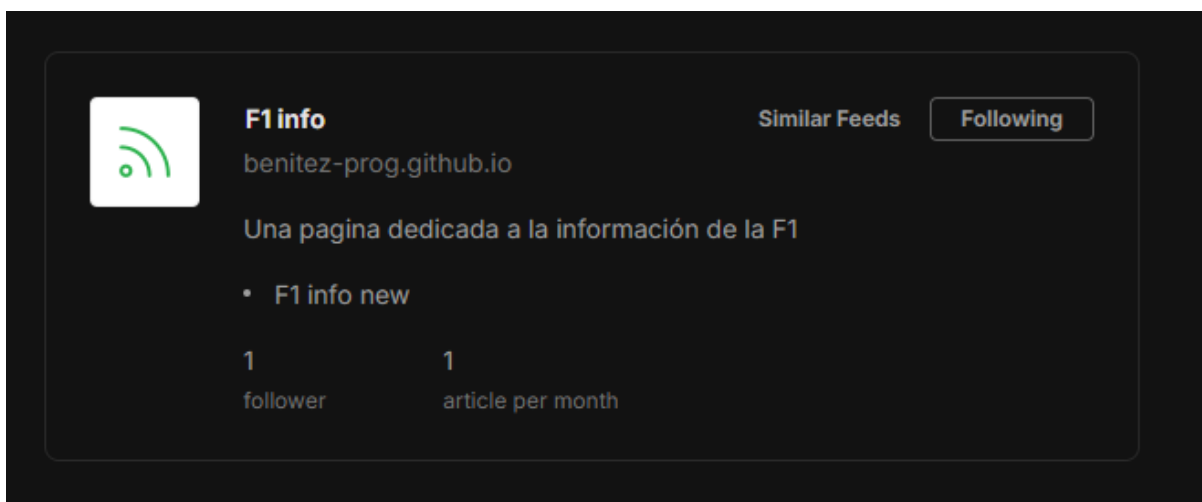 F1 info
Similar Feeds
Following
benitez-prog.github.io
Una pagina dedicada a la información de la F1
• F1 info new
1 1
follower article per month